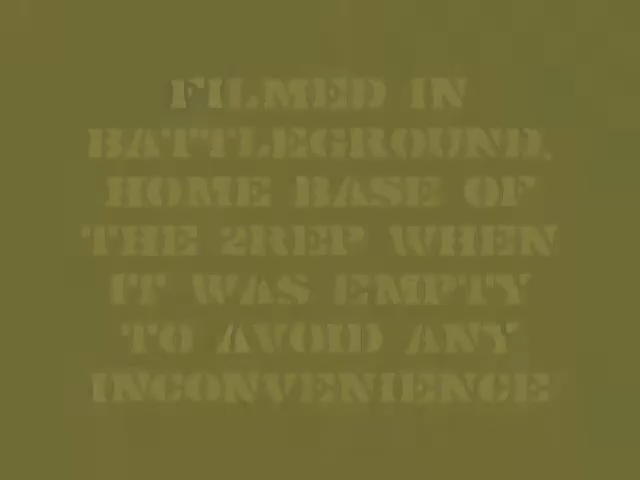 FILMED IN
BATTLEGROUND,
HOME BASE OF
THE 2REP WHEN
IT WAS EMPTY
TO AVOID ANY
INCONVENIENCE